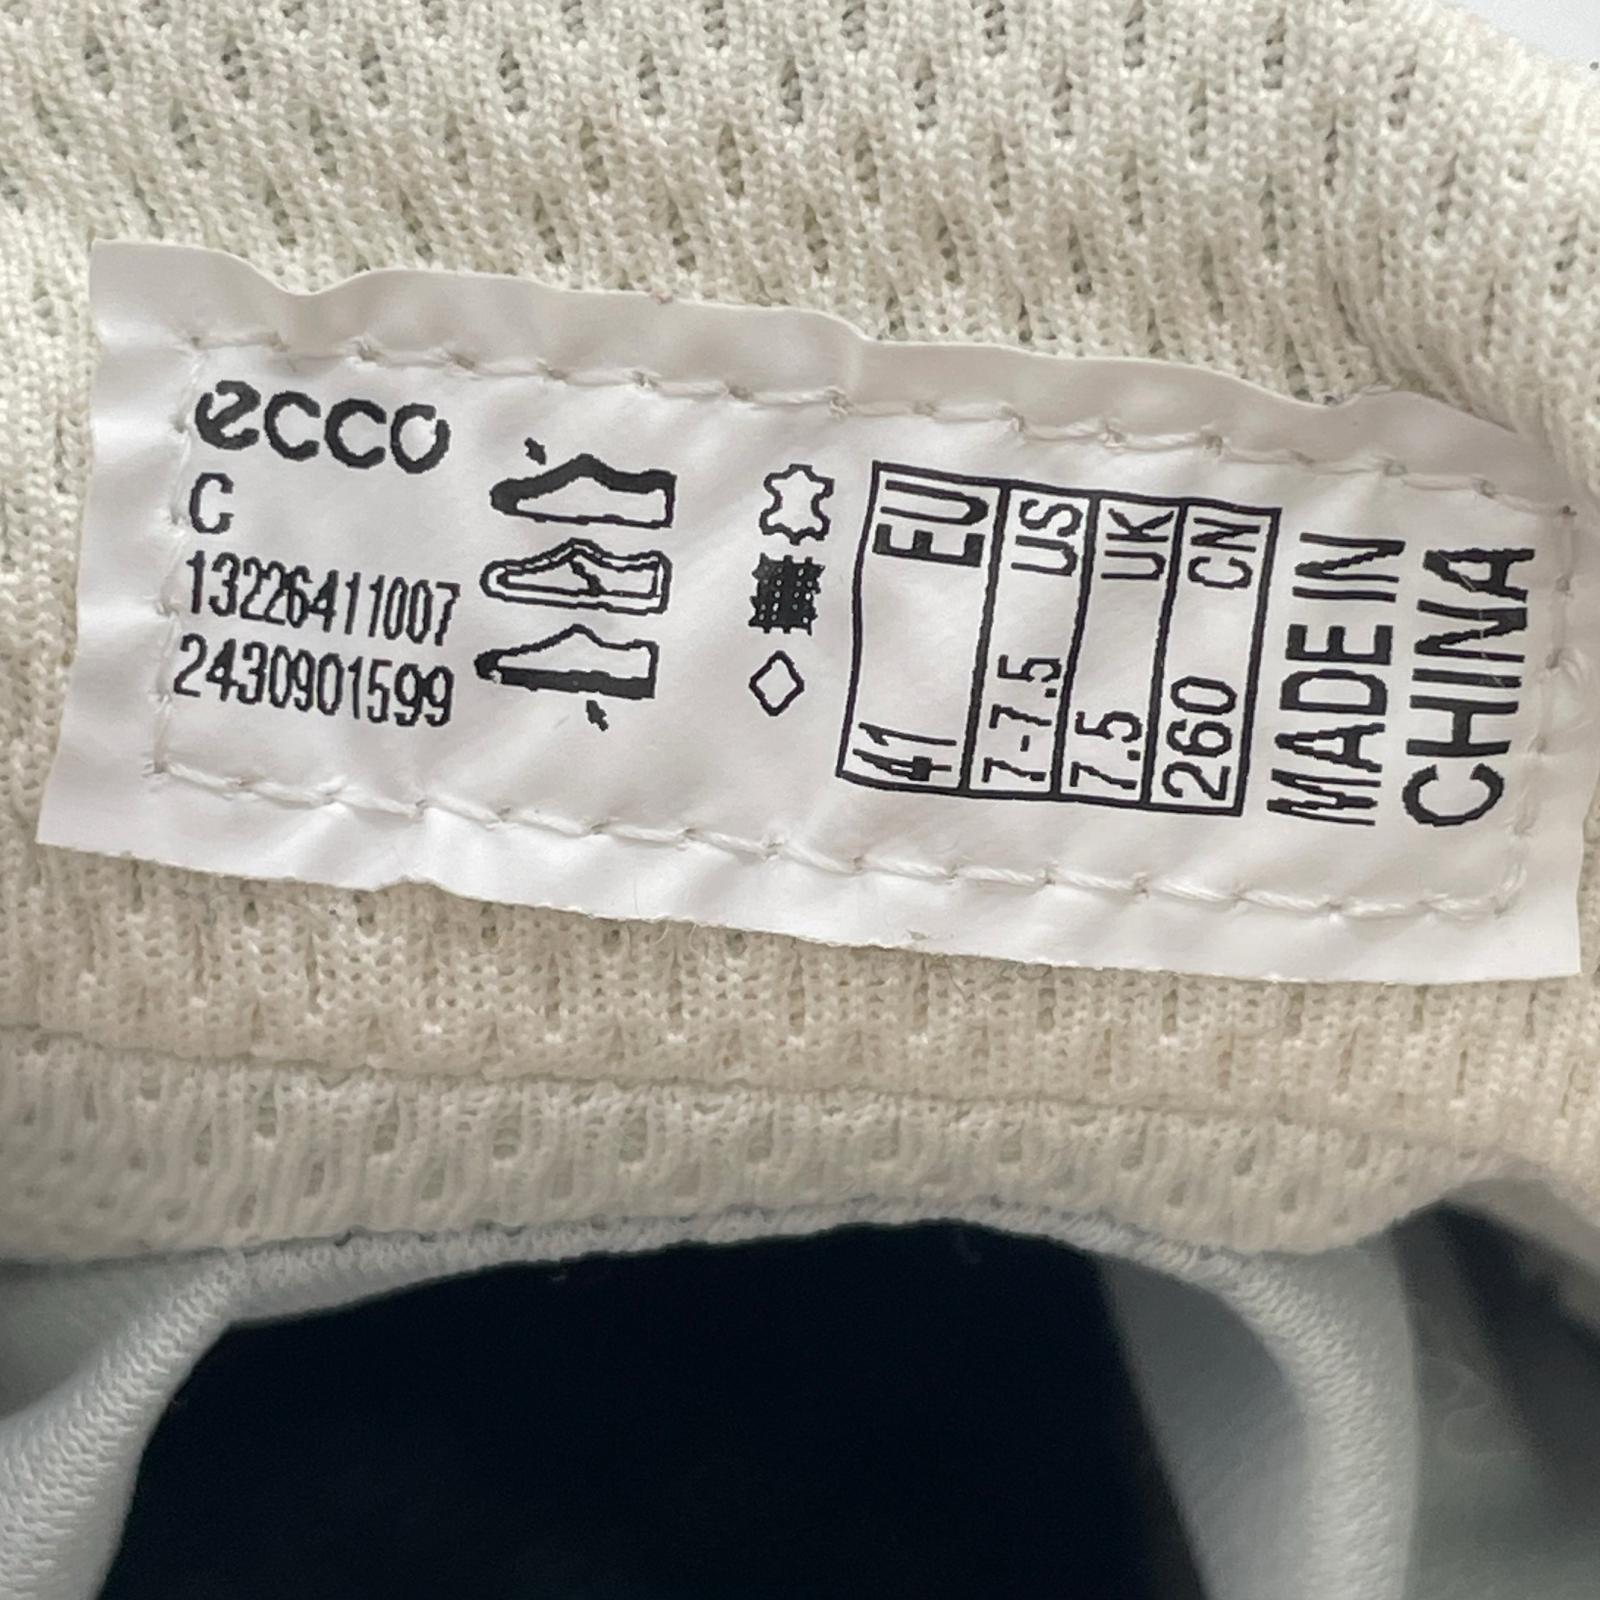 ecco
C
13226411007
2430901599
EU 41
US 7-7.5
UK 7.5
CN 260
MADE IN
CHINA